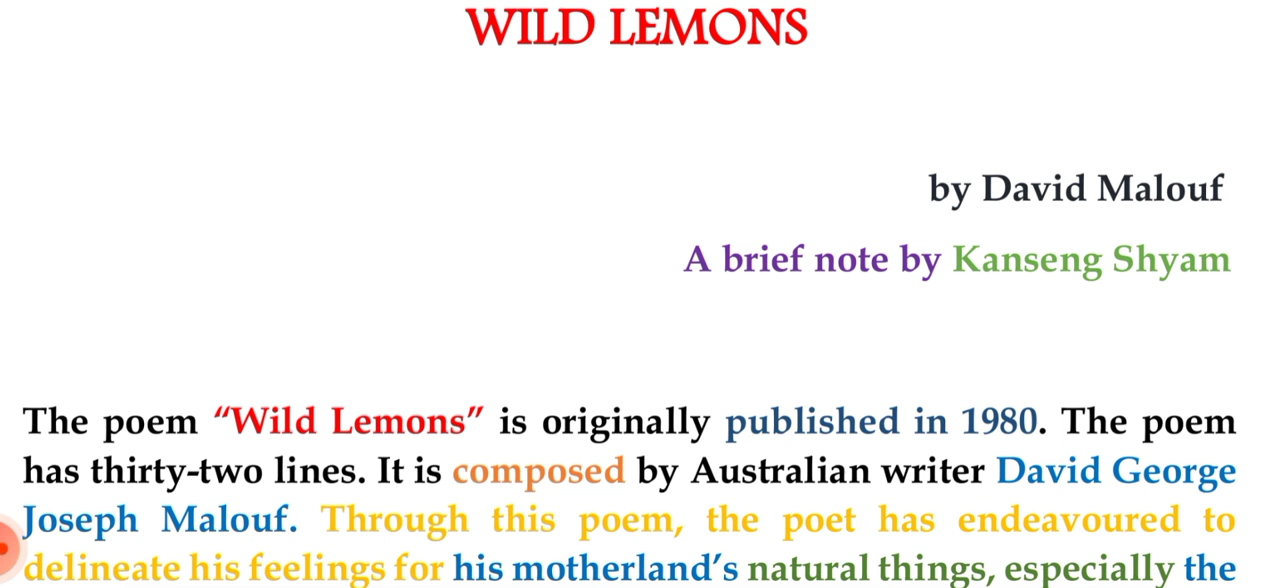 WILD LEMONS
by David Malouf
A brief note by Kanseng Shyam
The poem “Wild Lemons” is originally published in 1980. The poem
has thirty-two lines. It is composed by Australian writer David George
Joseph Malouf. Through this poem, the poet has endeavoured to
delineate his feelings for his motherland’s natural things, especially the